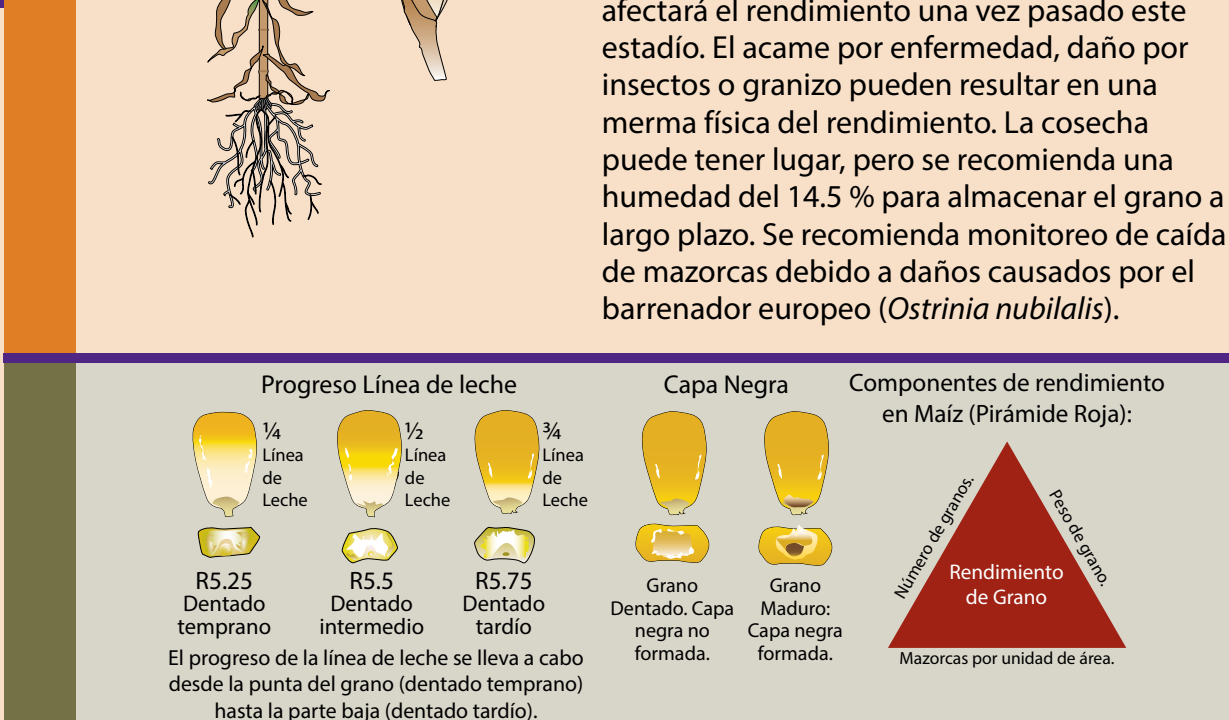 afectará el rendimiento una vez pasado este
estadío. El acame por enfermedad, daño por
insectos o granizo pueden resultar en una
merma física del rendimiento. La cosecha
puede tener lugar, pero se recomienda una
humedad del 14.5 % para almacenar el grano a
largo plazo. Se recomienda monitoreo de caída
de mazorcas debido a daños causados por el
barrenador europeo (Ostrinia nubilalis).
Progreso Línea de leche
¼
Línea
de
Leche
½
Línea
de
Leche
¾
Línea
de
Leche
R5.25
Dentado
temprano
R5.5
Dentado
intermedio
R5.75
Dentado
tardío
El progreso de la línea de leche se lleva a cabo
desde la punta del grano (dentado temprano)
hasta la parte baja (dentado tardío).
Capa Negra
Grano
Dentado. Capa
negra no
formada.
Grano
Maduro:
Capa negra
formada.
Componentes de rendimiento
en Maíz (Pirámide Roja):
Número de granos.
Peso de grano.
Rendimiento
de Grano
Mazorcas por unidad de área.